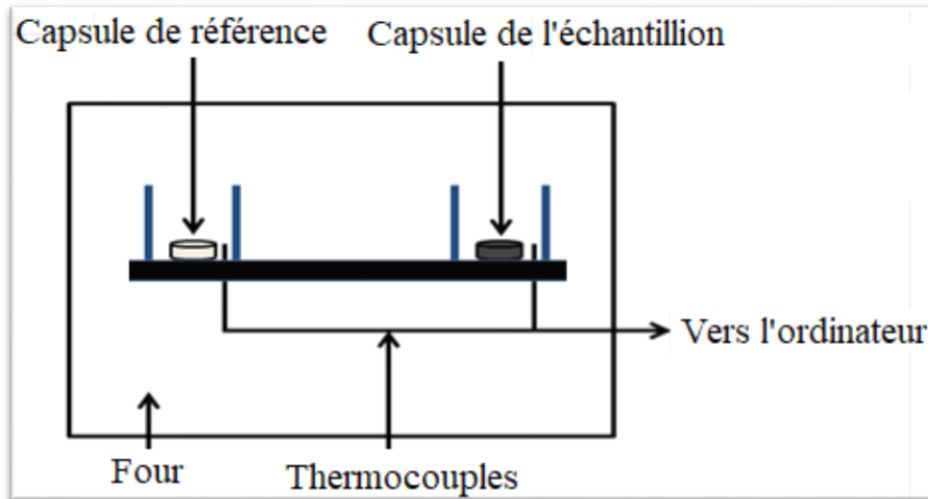 Capsule de référence
Capsule de l'échantillion
Vers l'ordinateur
Four
Thermocouples